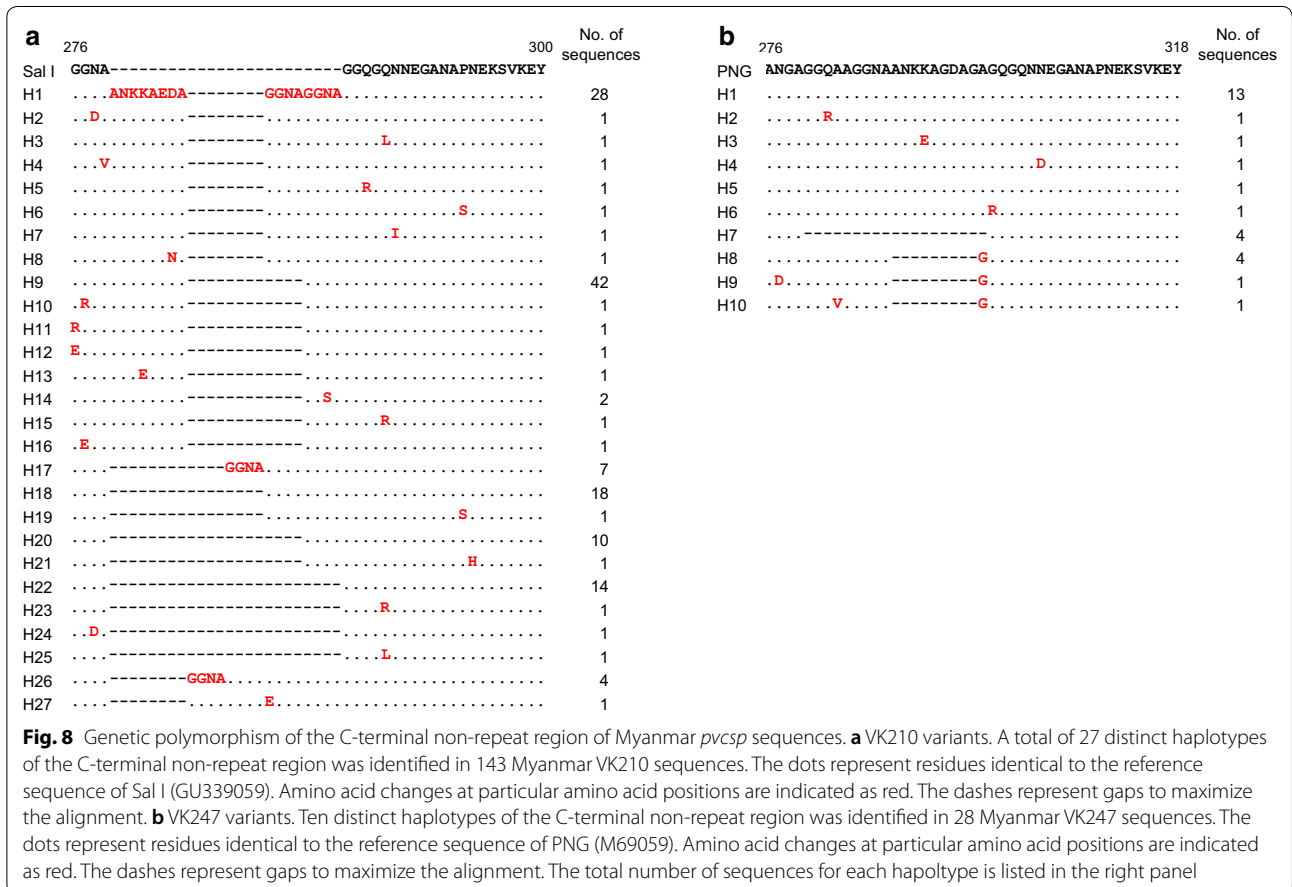 a
276 300 No. of
sequences
Sal I GGNA------------------------GGQGQNNEGANAPNEKSVKEY
H1 ....ANKKAEDA--------GGNAGGNA..................... 28
H2 ..D.........--------............................. 1
H3 ............--------............L................ 1
H4 ...V........--------............................. 1
H5 ............--------..........R.................. 1
H6 ............--------....................S........ 1
H7 ............--------.............I............... 1
H8 ..........N.--------............................. 1
H9 ............------------......................... 42
H10 .R..........------------......................... 1
H11 R...........------------......................... 1
H12 E...........------------......................... 1
H13 .......E....------------......................... 1
H14 ............------------..S...................... 2
H15 ............------------........R................ 1
H16 .E..........------------......................... 1
H17 ....------------GGNA............................. 7
H18 ....----------------............................. 18
H19 ....----------------....................S........ 1
H20 ....--------------------......................... 10
H21 ....--------------------.................H....... 1
H22 ....------------------------..................... 14
H23 ....------------------------....R................ 1
H24 ..D.------------------------..................... 1
H25 ....------------------------....L................ 1
H26 ....--------GGNA................................. 4
H27 ....--------........E............................ 1
b
276 318 No. of
sequences
PNG ANGAGGQAAGGNAANKKAGDAGAGQGQNNEGANAPNEKSVKEY
H1 ........................................... 13
H2 ......R.................................... 1
H3 ................E.......................... 1
H4 ............................D.............. 1
H5 ........................................... 1
H6 .......................R................... 1
H7 ....-------------------.................... 4
H8 .............---------G.................... 4
H9 .D...........---------G.................... 1
H10 .......V.....---------G.................... 1
Fig. 8 Genetic polymorphism of the C-terminal non-repeat region of Myanmar pvcsp sequences. a VK210 variants. A total of 27 distinct haplotypes
of the C-terminal non-repeat region was identified in 143 Myanmar VK210 sequences. The dots represent residues identical to the reference
sequence of Sal I (GU339059). Amino acid changes at particular amino acid positions are indicated as red. The dashes represent gaps to maximize
the alignment. b VK247 variants. Ten distinct haplotypes of the C-terminal non-repeat region was identified in 28 Myanmar VK247 sequences. The
dots represent residues identical to the reference sequence of PNG (M69059). Amino acid changes at particular amino acid positions are indicated
as red. The dashes represent gaps to maximize the alignment. The total number of sequences for each hapoltype is listed in the right panel